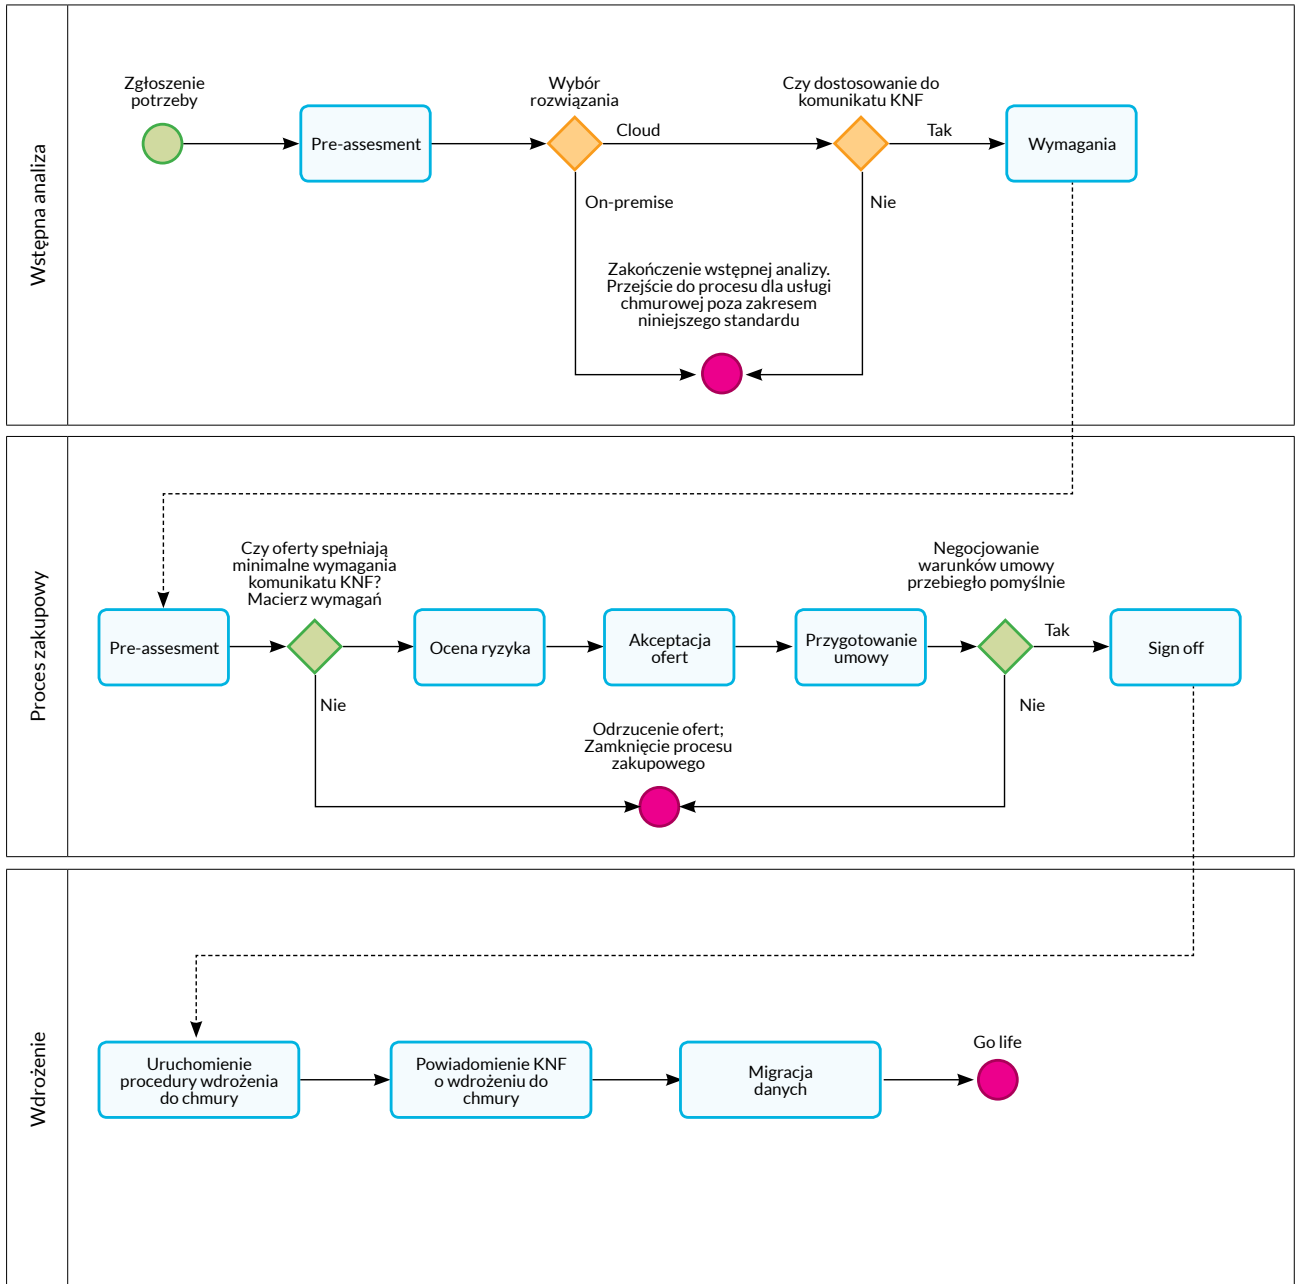 Wstępna analiza
Zgłoszenie
potrzeby
Pre-assesment
Wybór
rozwiązania
Cloud
On-premise
Czy dostosowanie do
komunikatu KNF
Tak
Nie
Wymagania
Zakończenie wstępnej analizy.
Przejście do procesu dla usługi
chmurowej poza zakresem
niniejszego standardu
Proces zakupowy
Pre-assesment
Czy oferty spełniają
minimalne wymagania
komunikatu KNF?
Macierz wymagań
Nie
Ocena ryzyka
Akceptacja
ofert
Przygotowanie
umowy
Negocjowanie
warunków umowy
przebiegło pomyślnie
Tak
Nie
Sign off
Odrzucenie ofert;
Zamknięcie procesu
zakupowego
Wdrożenie
Uruchomienie
procedury wdrożenia
do chmury
Powiadomienie KNF
o wdrożeniu do
chmury
Migracja
danych
Go life